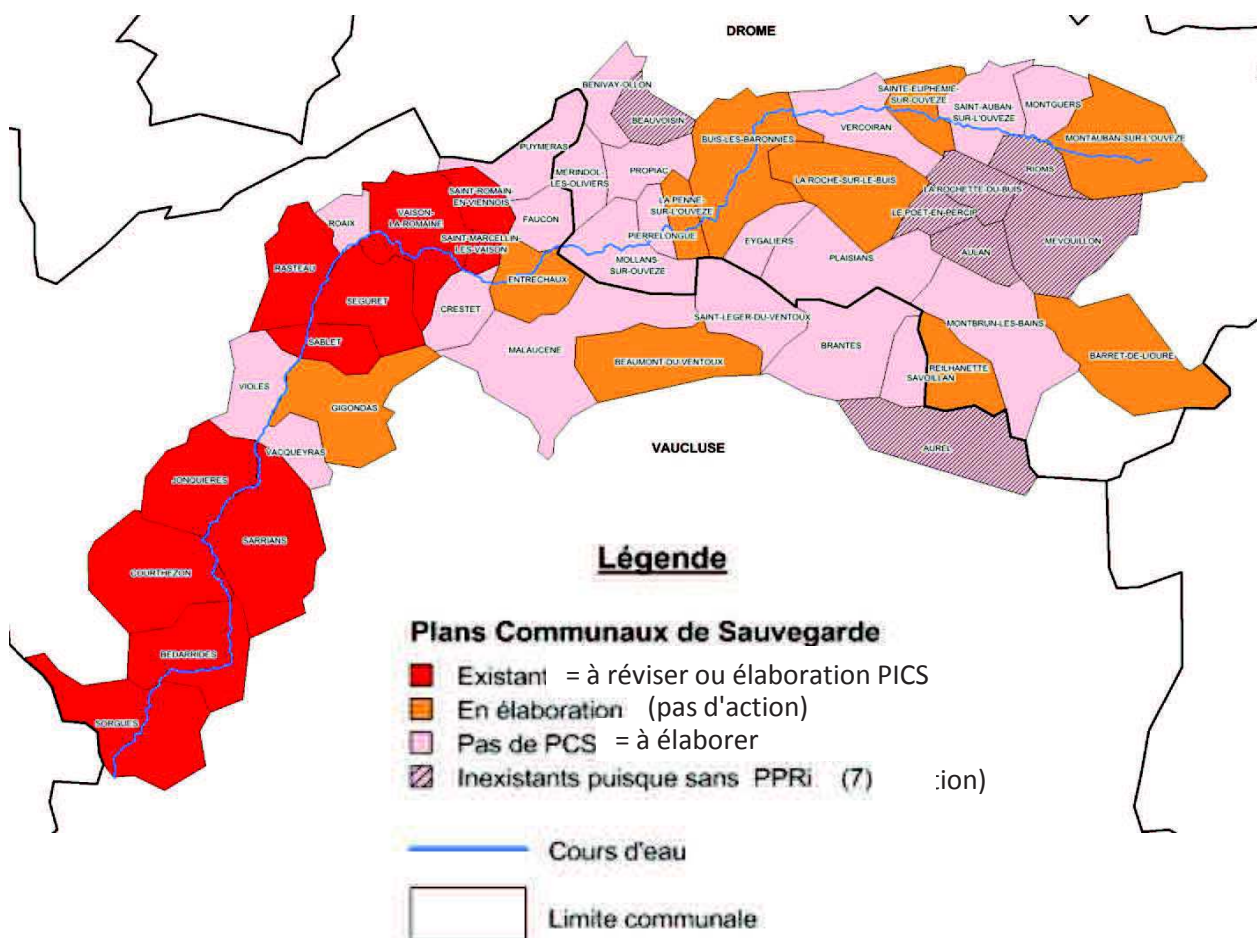 DROME
BENIVAY-OLLON
BEAUVOISIN
SAINTE-EUPHEMIE-
SUR-OUVEZE
SAINT-AUBAN-
SUR-L'OUVEZE
MONTGUERS
MONTAUBAN-SUR-L'OUVEZE
VERCOIRAN
BUIS-LES-BARONNIES
PUYMERAS
MERINDOL-
LES-OLIVIERS
PROPIAC
RIOMS
LA ROCHE-SUR-LE-BUIS
LA ROCHETTE-DU-BUIS
SAINT-ROMAIN-
EN-VIENNOIS
LA PENNE-
SUR-L'OUVEZE
LE POET-EN-PERCIP
ROAIX
VAISON-
LA-ROMAINE
FAUCON
PIERRELONGUE
EYGALIERS
AULAN
MEVOUILLON
SAINT-MARCELLIN-
LES-VAISON
PLAISIANS
MOLLANS-
SUR-OUVEZE
RASTEAU
ENTRECHAUX
SEGURET
CRESTET
SAINT-LEGER-DU-VENTOUX
MONTBRUN-LES-BAINS
SABLET
MALAUCENE
BRANTES
BARRET-DE-LIOURE
BEAUMONT-DU-VENTOUX
REILHANETTE
SAVOILLAN
VIOLES
GIGONDAS
VAUCLUSE
AUREL
VACQUEYRAS
JONQUIERES
SARRIANS
COURTHEZON
BEDARRIDES
SORGUES
Légende
Plans Communaux de Sauvegarde
Existant = à réviser ou élaboration PICS
En élaboration (pas d'action)
Pas de PCS = à élaborer
Inexistants puisque sans PPRi (7) tion)
Cours d'eau
Limite communale